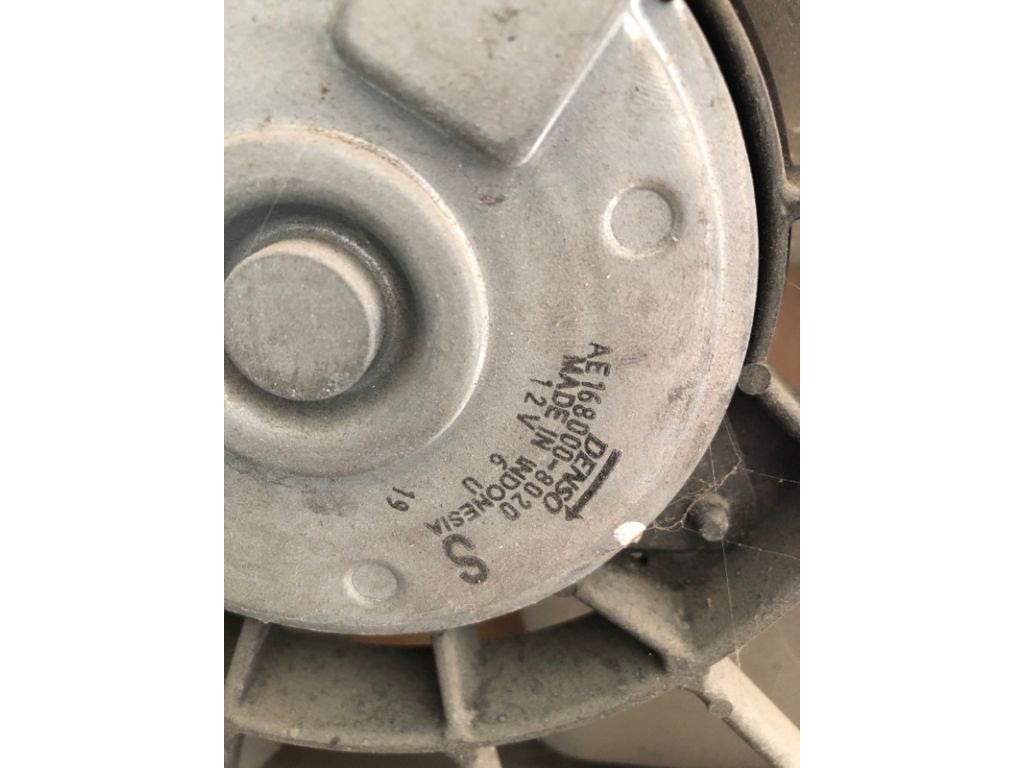 DENSO
AE168000-8020
MADE IN INDONESIA
12V 6 U
19
S